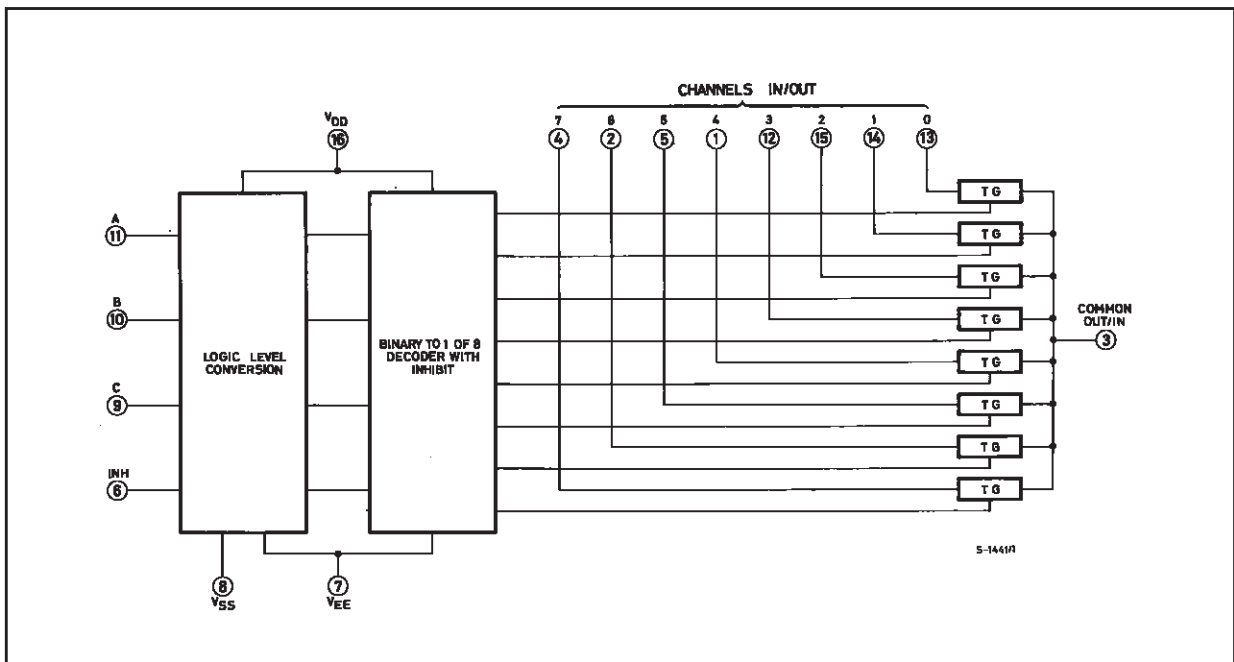 CHANNELS IN/OUT
7 6 5 4 3 2 1 0
4 2 5 1 12 15 14 13
VDD
16
TG
A
11
TG
TG
B
10
TG
COMMON
OUT/IN
3
LOGIC LEVEL
CONVERSION
BINARY TO 1 OF 8
DECODER WITH
INHIBIT
TG
C
9
TG
TG
INH
6
TG
S-1441/1
8
VSS
7
VEE